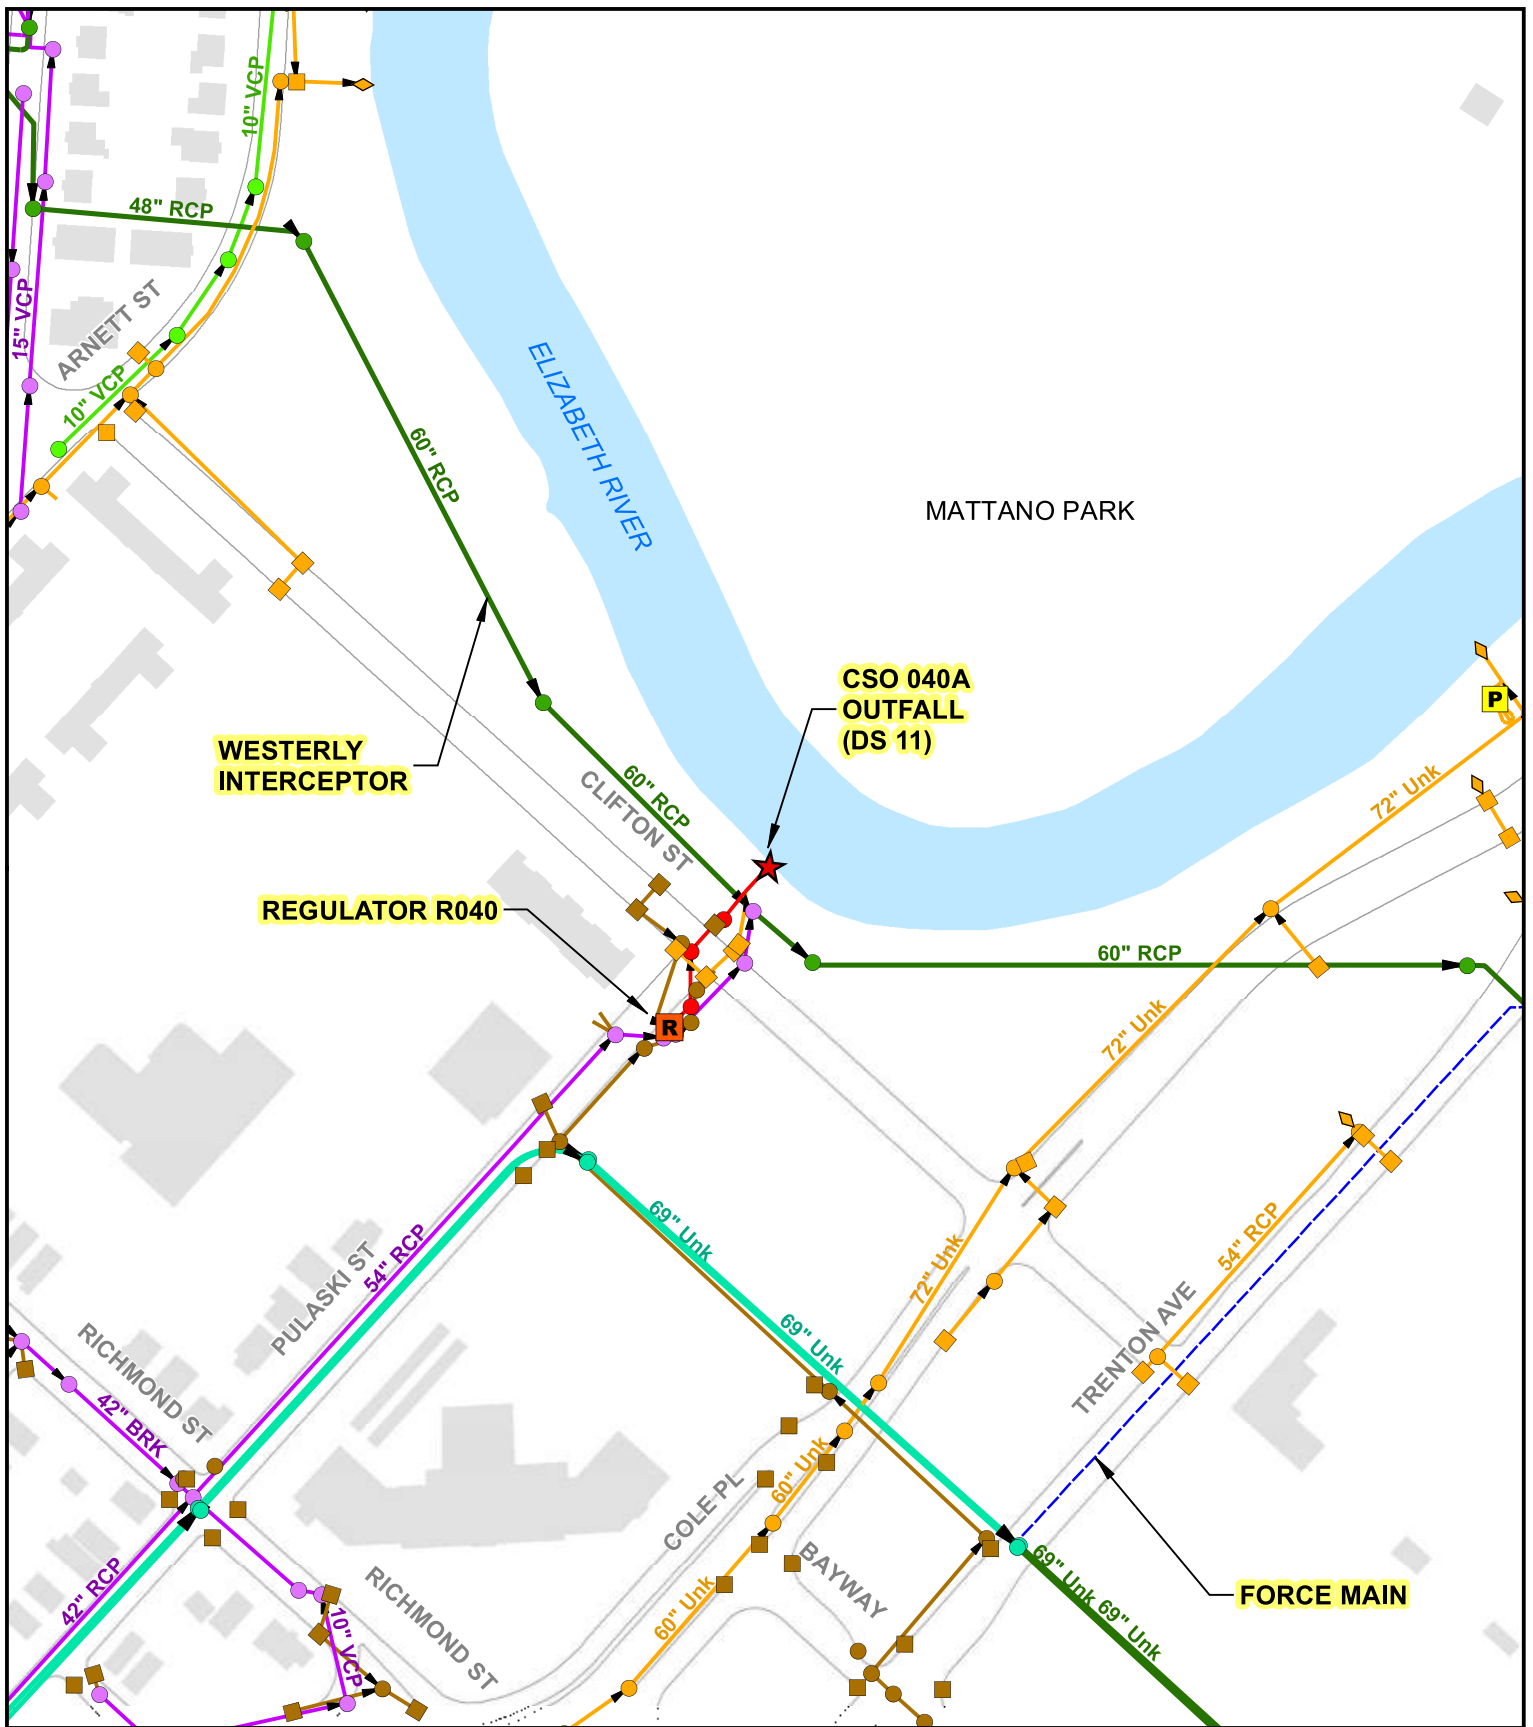 10" VCP
48" RCP
15" VCP
ARNETT ST
10" VCP
60" RCP
ELIZABETH RIVER
MATTANO PARK
CSO 040A
OUTFALL
(DS 11)
P
WESTERLY
INTERCEPTOR
60" RCP
CLIFTON ST
72" Unk
REGULATOR R040
60" RCP
R
72" Unk
69" Unk
54" RCP
PULASKI ST
72" Unk
54" RCP
TRENTON AVE
69" Unk
RICHMOND ST
42" BRK
60" Unk
COLE PL
BAYWAY
69" Unk 69" Unk
FORCE MAIN
42" RCP
10" VCP
RICHMOND ST
60" Unk